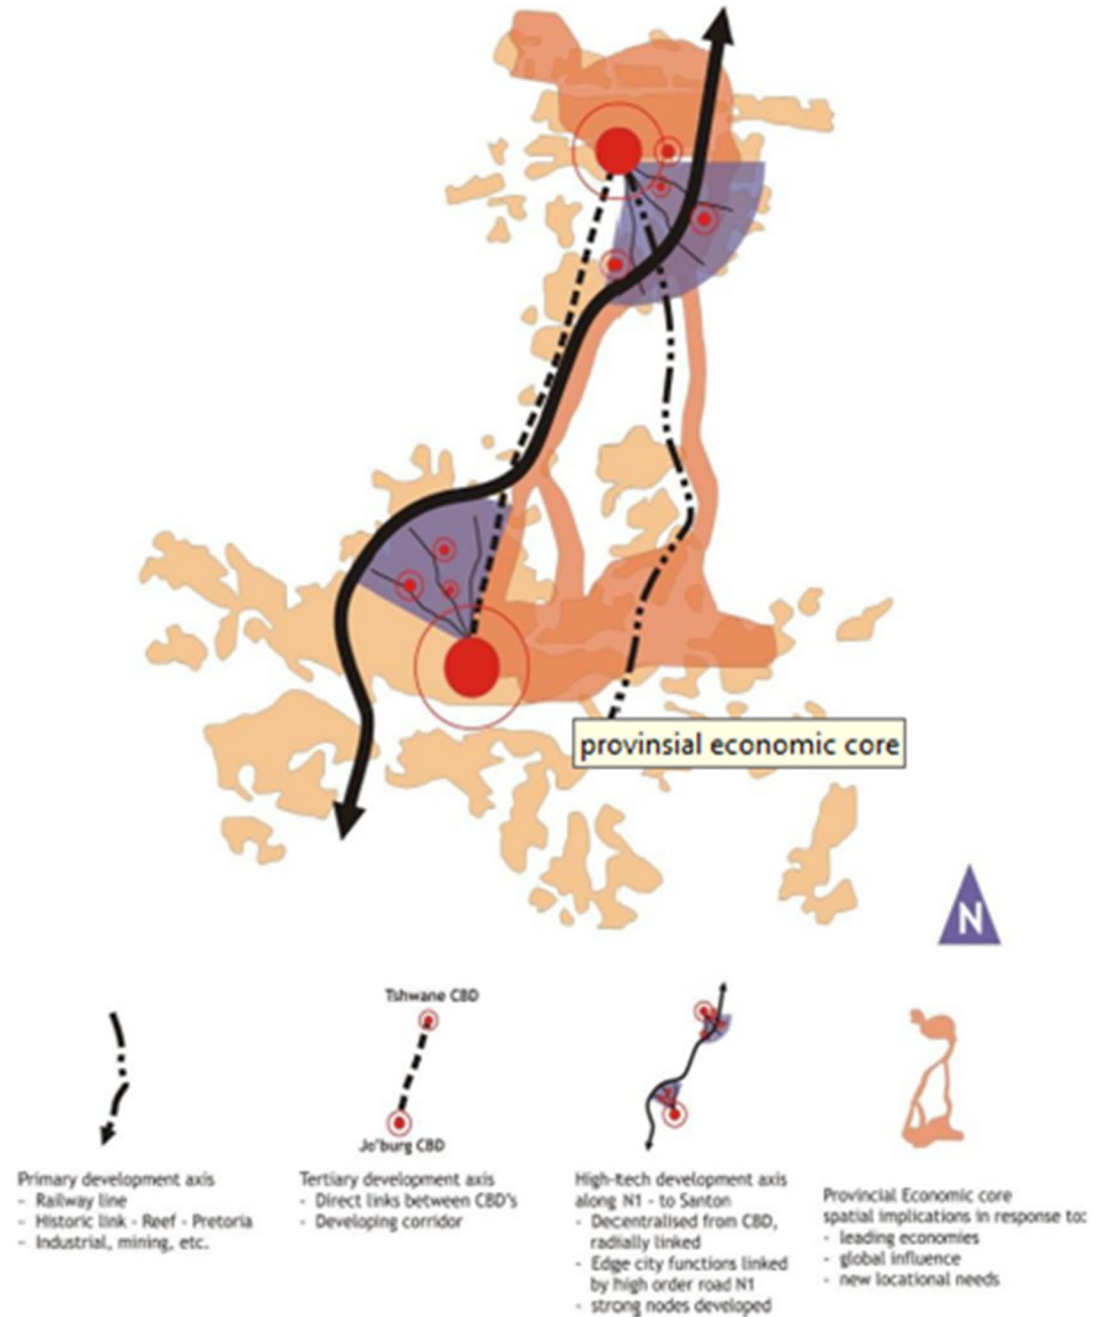 provinsial economic core
N
Tshwane CBD
Jo'burg CBD
Primary development axis
- Railway line
- Historic link - Reef - Pretoria
- Industrial, mining, etc.
Tertiary development axis
- Direct links between CBD's
- Developing corridor
High-tech development axis
along N1 - to Santon
- Decentralised from CBD,
radially linked
- Edge city functions linked
by high order road N1
- strong nodes developed
Provincial Economic core
spatial implications in response to:
- leading economies
- global influence
- new locational needs